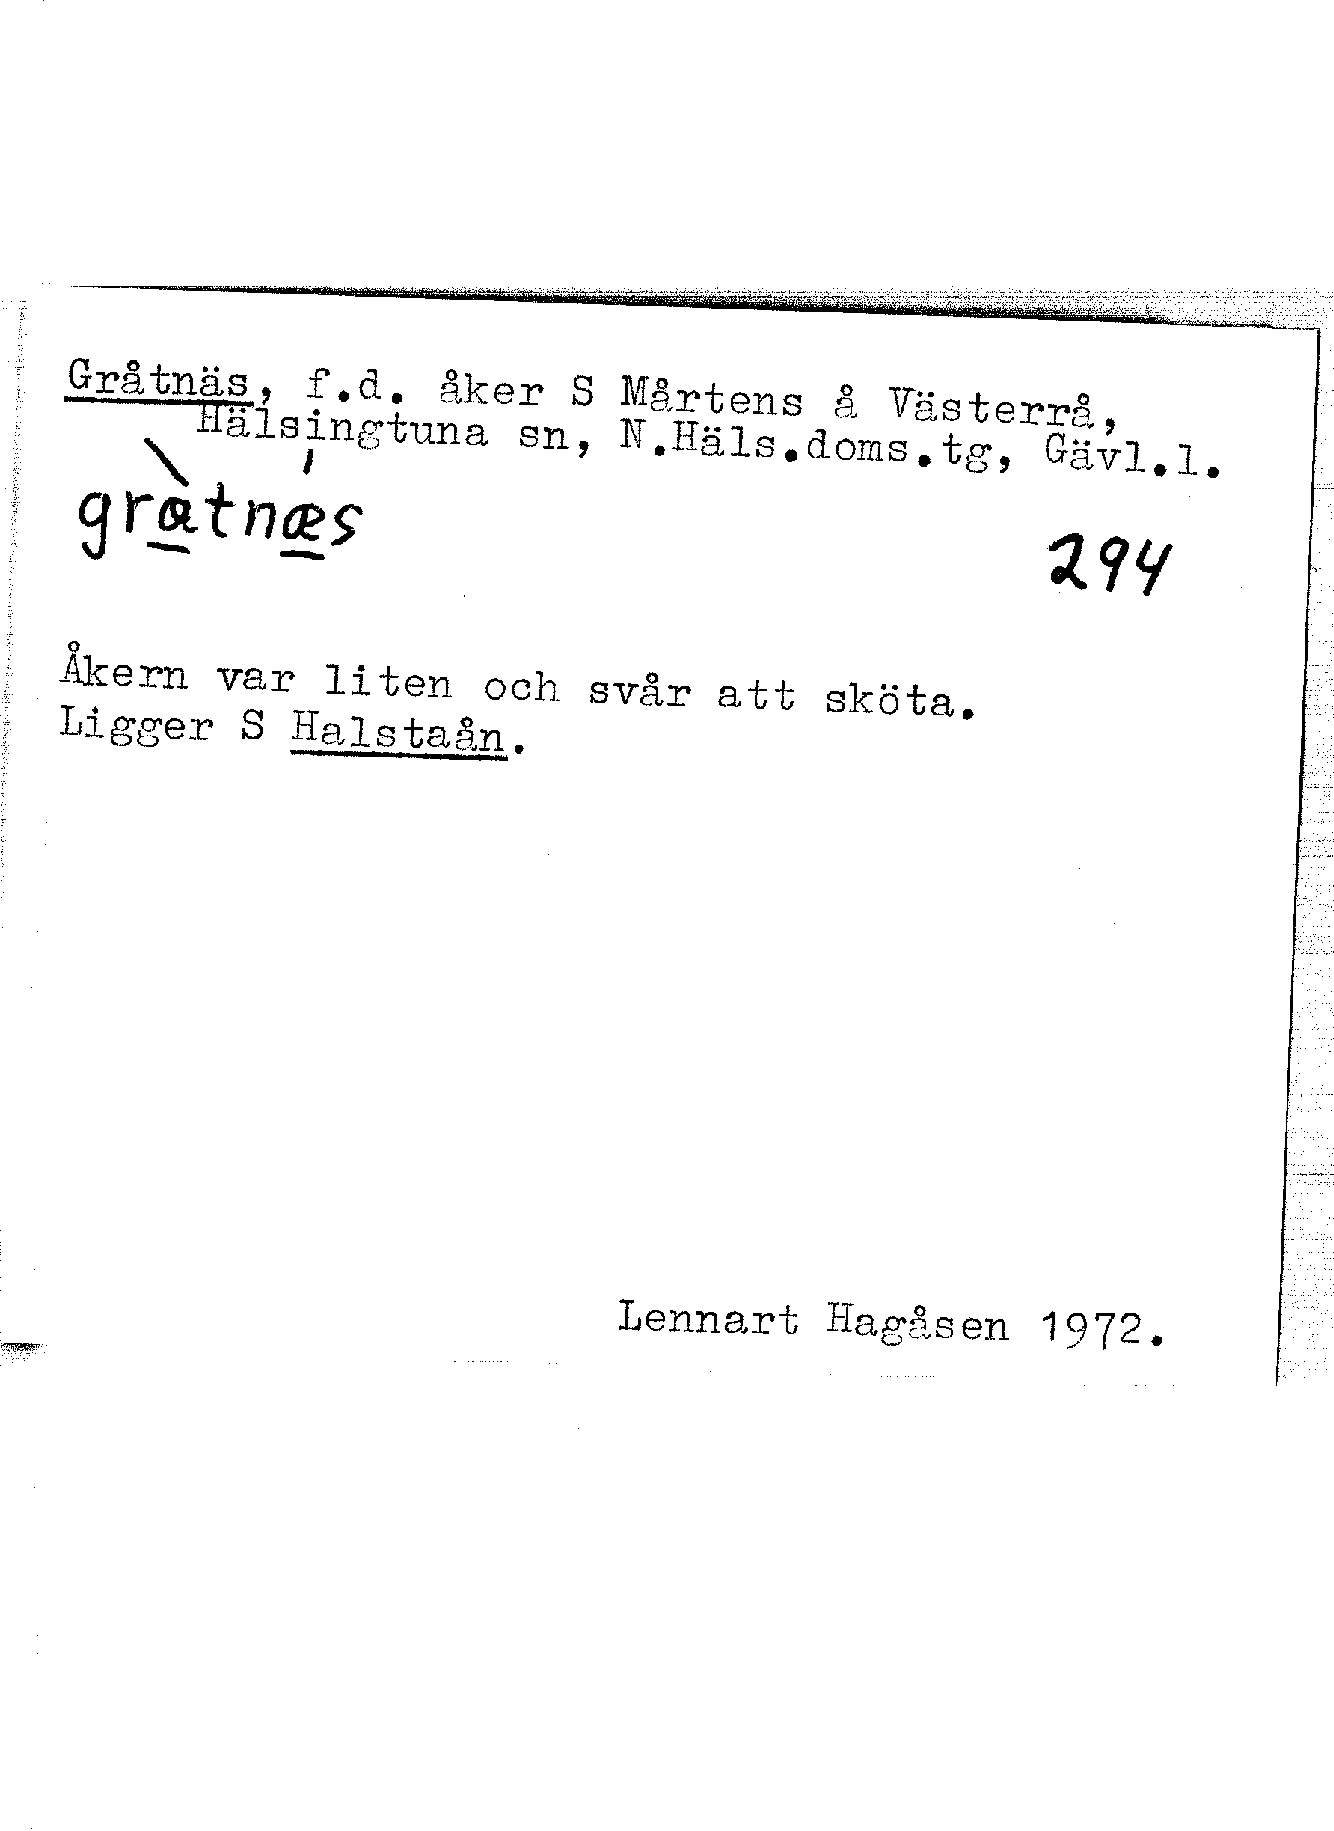 Gråtnäs, f.d. åker S Mårtens å Västerrå,
Hälsingtuna sn, N.Häls.doms.tg, Gävl.l.
gràtnæs
294
Åkern var liten och svår att sköta.
Ligger S Halstaån.
Lennart Hagåsen 1972.